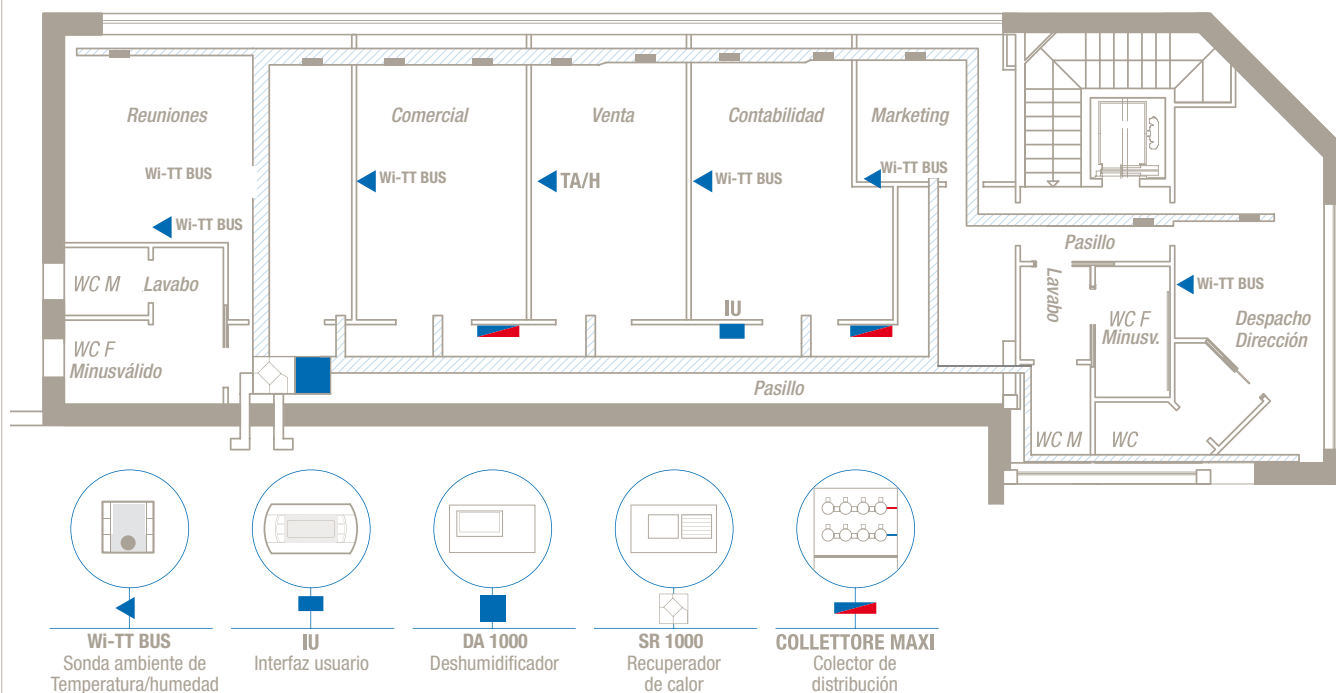 Reuniones
Comercial
Venta
Contabilidad
Marketing
Wi-TT BUS
Wi-TT BUS
TA/H
Wi-TT BUS
Wi-TT BUS
Wi-TT BUS
Pasillo
WC M
Lavabo
Lavabo
Wi-TT BUS
IU
WC F
Minusv.
Despacho
Dirección
WC F
Minusválido
Pasillo
WC M
WC
Wi-TT BUS
Sonda ambiente de
Temperatura/humedad
IU
Interfaz usuario
DA 1000
Deshumidificador
SR 1000
Recuperador
de calor
COLLETTORE MAXI
Colector de
distribución